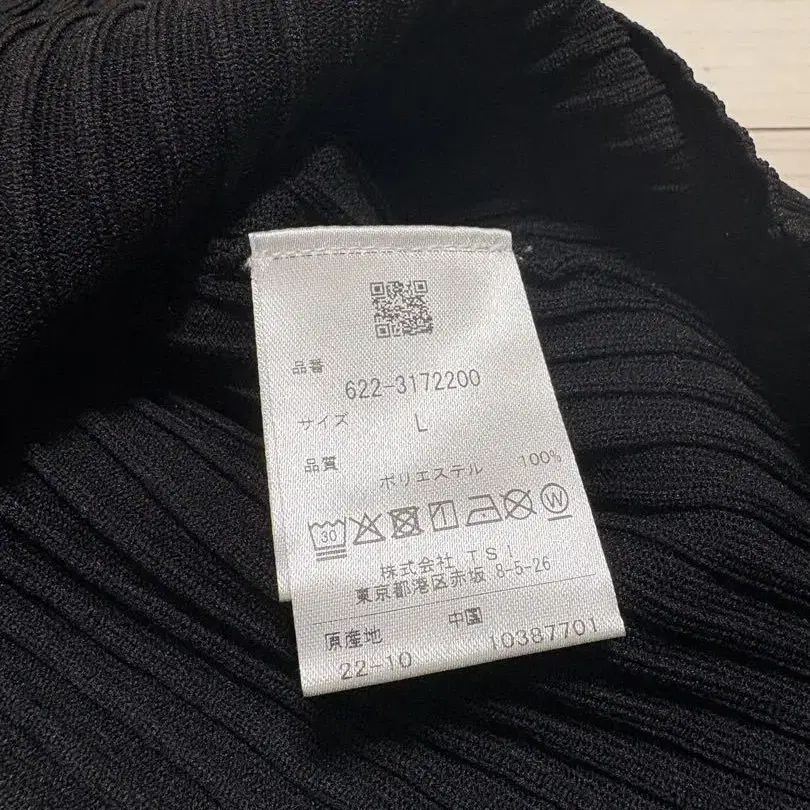 品番
622-3172200
サイズ L
品質
ポリエステル 100%
30 W
株式会社 TSI
東京都港区赤坂 8-5-26
原産地 中国
22-10 10387701